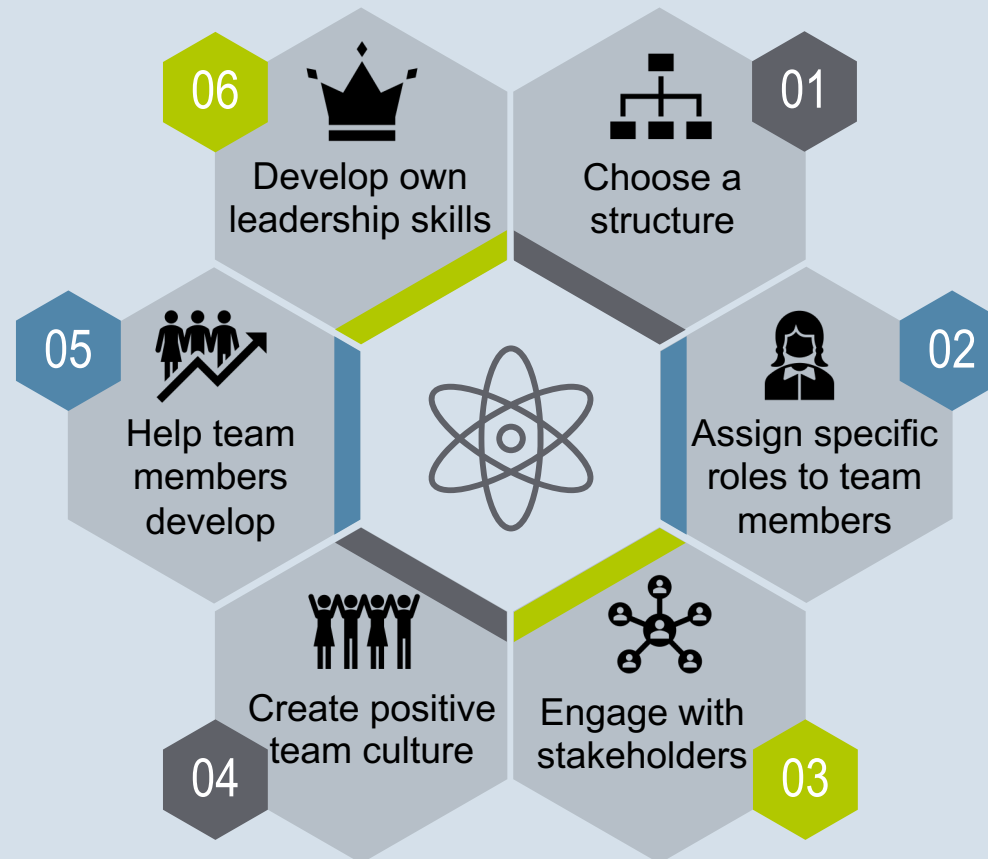 01
Choose a
structure
02
Assign specific
roles to team
members
03
Engage with
stakeholders
04
Create positive
team culture
05
Help team
members
develop
06
Develop own
leadership skills